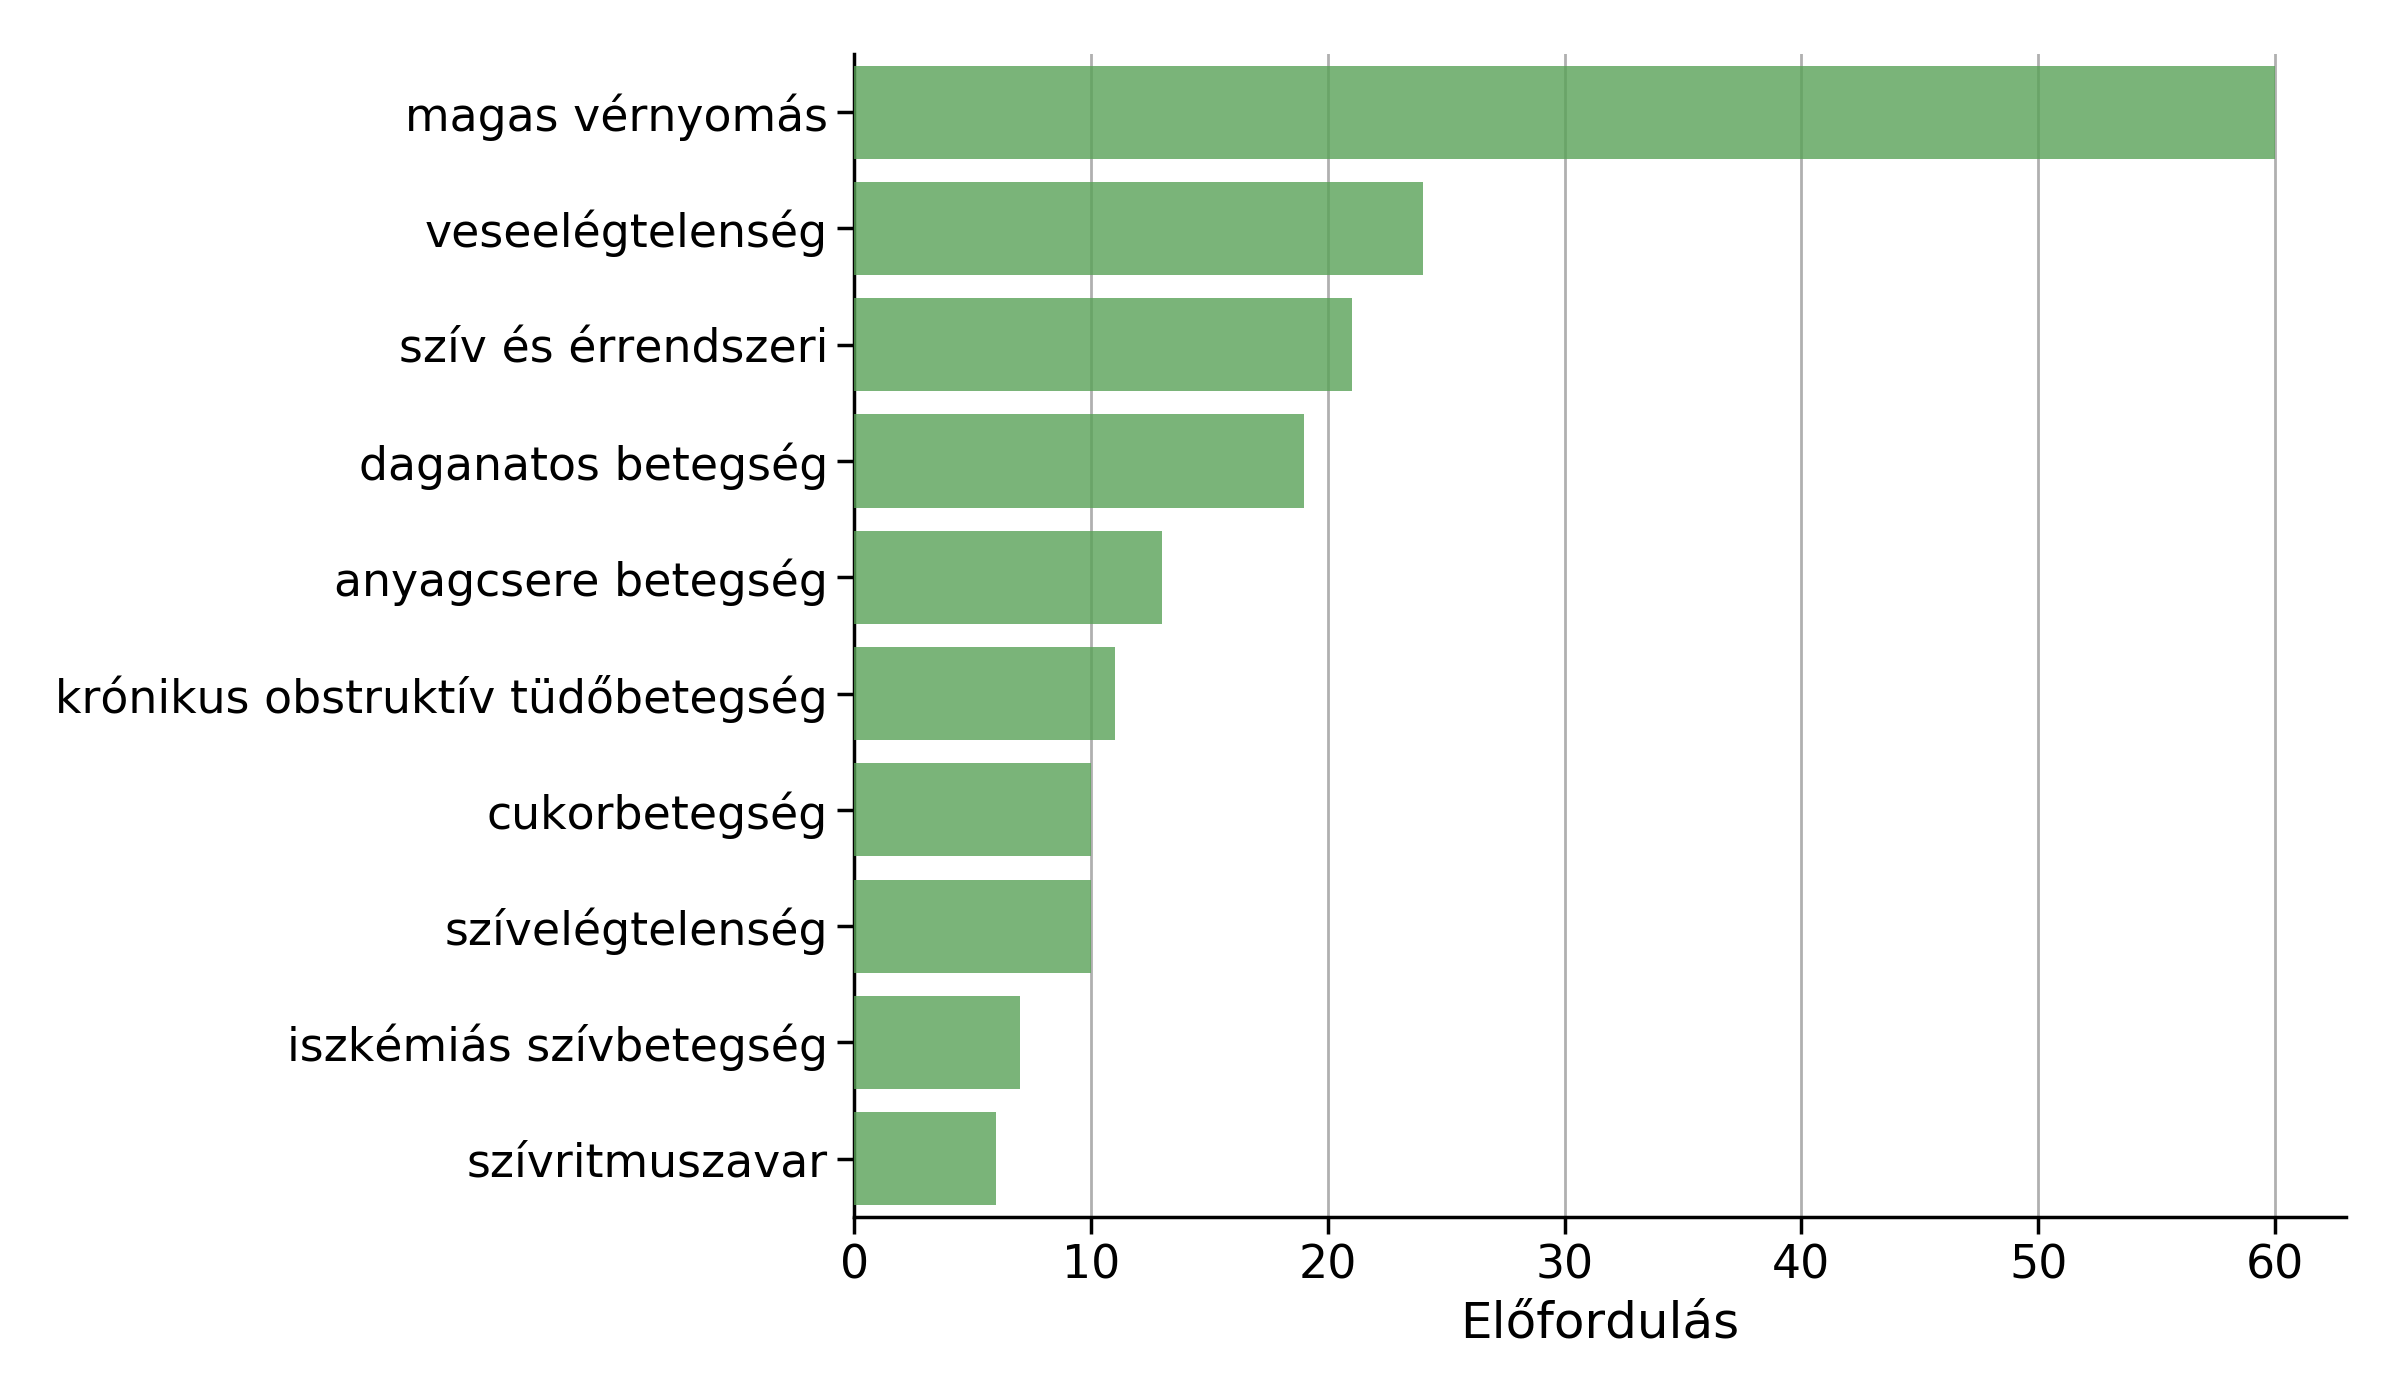 magas vérnyomás
veseelégtelenség
szív és érrendszeri
daganatos betegség
anyagcsere betegség
krónikus obstruktív tüdőbetegség
cukorbetegség
szívelégtelenség
iszkémiás szívbetegség
szívritmuszavar
0 10 20 30 40 50 60
Előfordulás